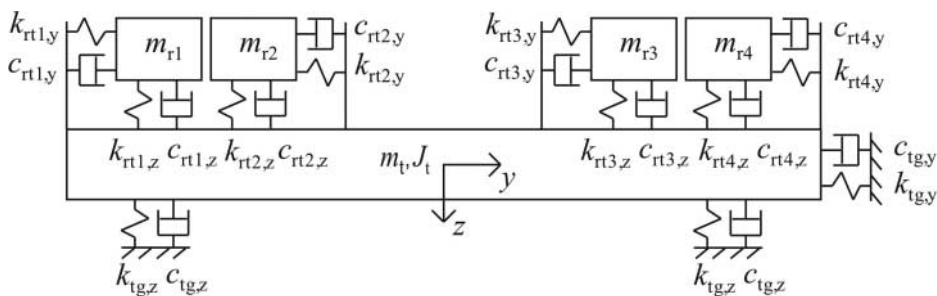 k_rt1,y m_r1 m_r2 c_rt2,y k_rt3,y m_r3 m_r4 c_rt4,y
c_rt1,y k_rt2,y c_rt3,y k_rt4,y
k_rt1,z c_rt1,z k_rt2,z c_rt2,z m_t, J_t k_rt3,z c_rt3,z k_rt4,z c_rt4,z c_tg,y
y k_tg,y
z
k_tg,z c_tg,z k_tg,z c_tg,z